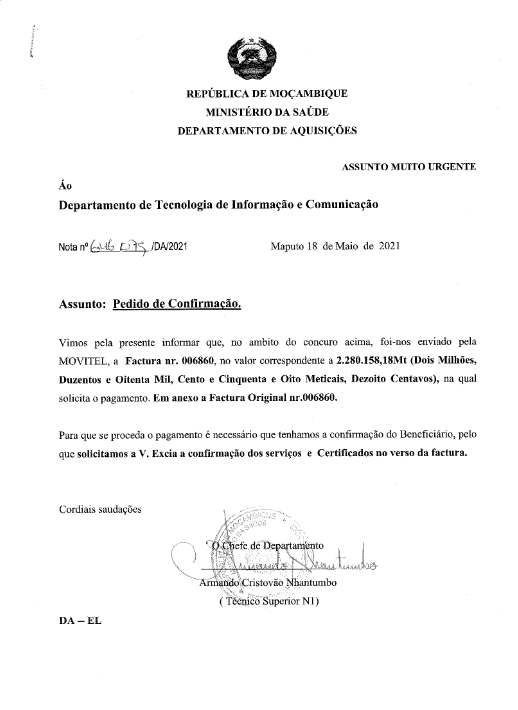 REPÚBLICA DE MOÇAMBIQUE
MINISTÉRIO DA SAÚDE
DEPARTAMENTO DE AQUISIÇÕES
ASSUNTO MUITO URGENTE
Áo
Departamento de Tecnologia de Informação e Comunicação
Nota nº /DA/2021 Maputo 18 de Maio de 2021
Assunto: Pedido de Confirmação.
Vimos pela presente informar que, no ambito do concuro acima, foi-nos enviado pela
MOVITEL, a Factura nr. 006860, no valor correspondente a 2.280.158,18Mt (Dois Milhões,
Duzentos e Oitenta Mil, Cento e Cinquenta e Oito Meticais, Dezoito Centavos), na qual
solicita o pagamento. Em anexo a Factura Original nr.006860.
Para que se proceda o pagamento é necessário que tenhamos a confirmação do Beneficiário, pelo
que solicitamos a V. Excia a confirmação dos serviços e Certificados no verso da factura.
Cordiais saudações
O Chefe de Departamento
Armando Cristovão Nhantumbo
( Técnico Superior N1)
DA – EL